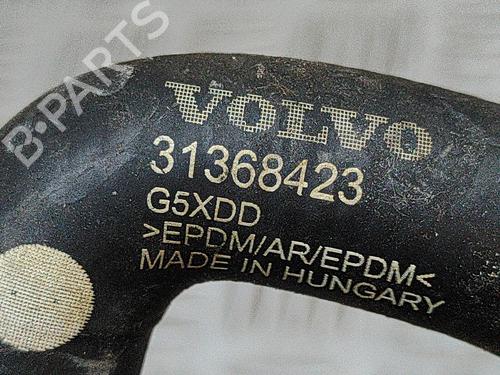 B-PARTS
VOLVO
31368423
G5XDD
>EPDM/AR/EPDM<
MADE IN HUNGARY